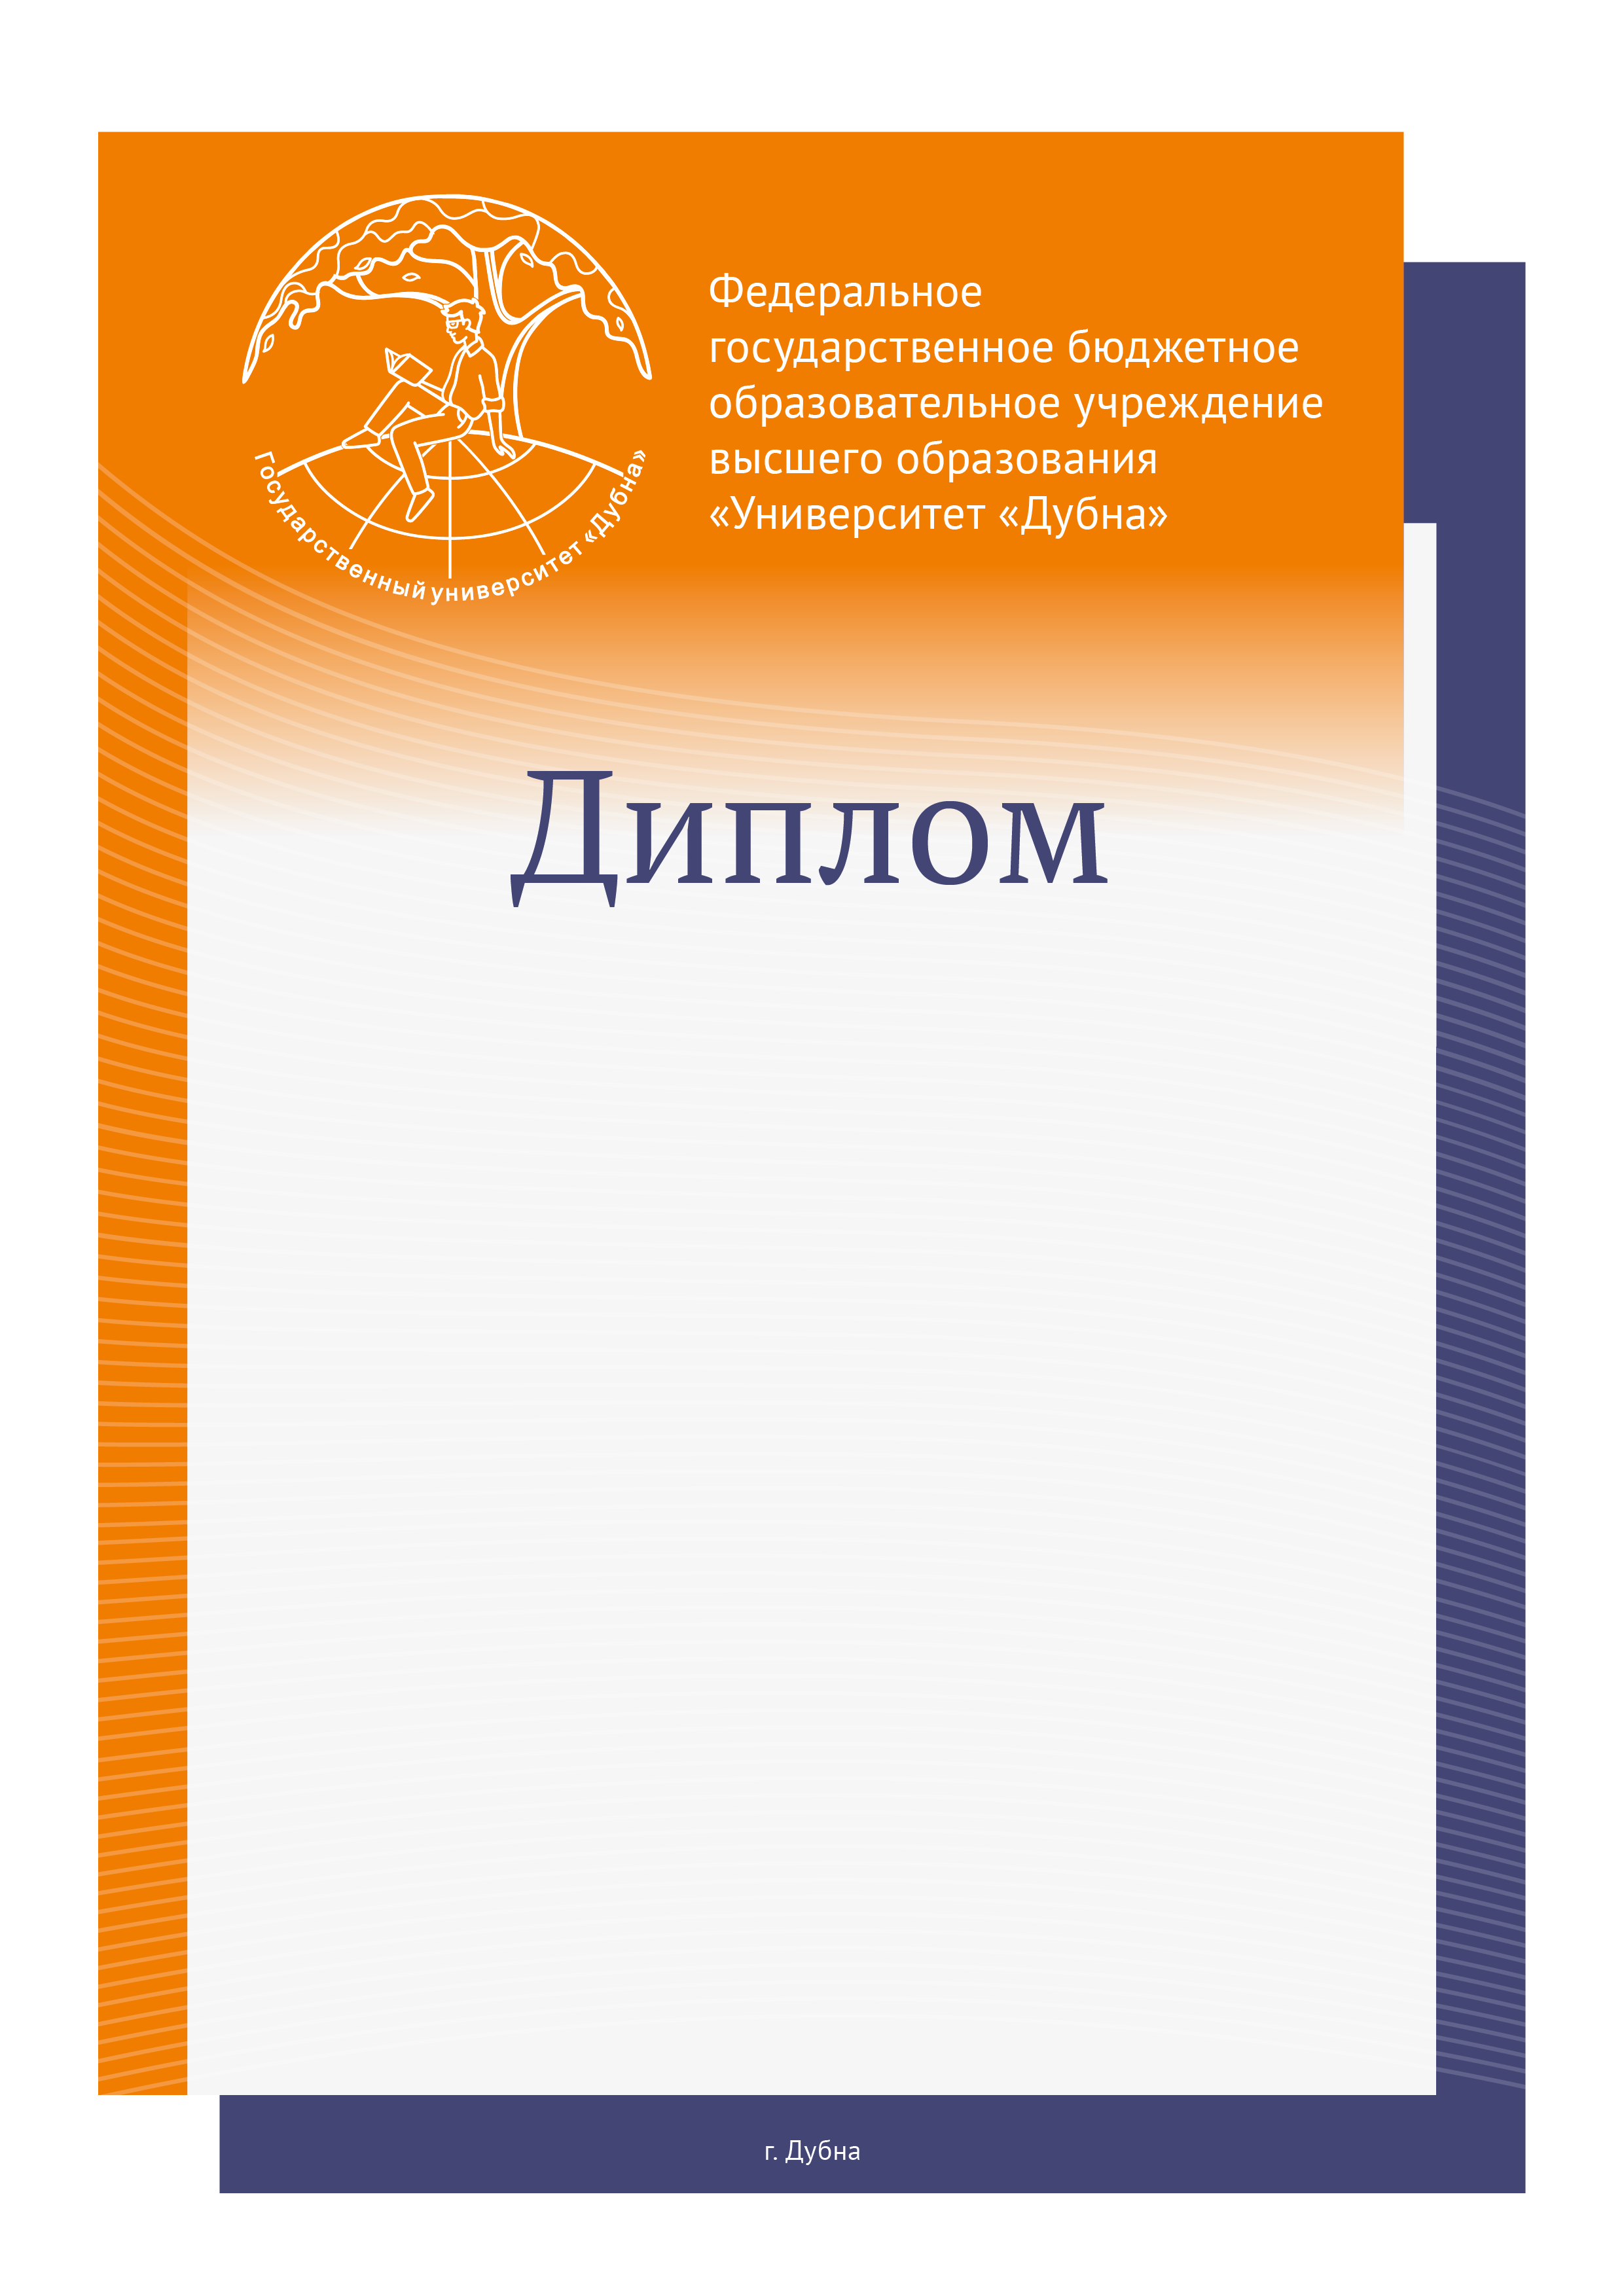 Федеральное
государственное бюджетное
образовательное учреждение
высшего образования
«Университет «Дубна»
Государственный университет «Дубна»
Диплом
г. Дубна